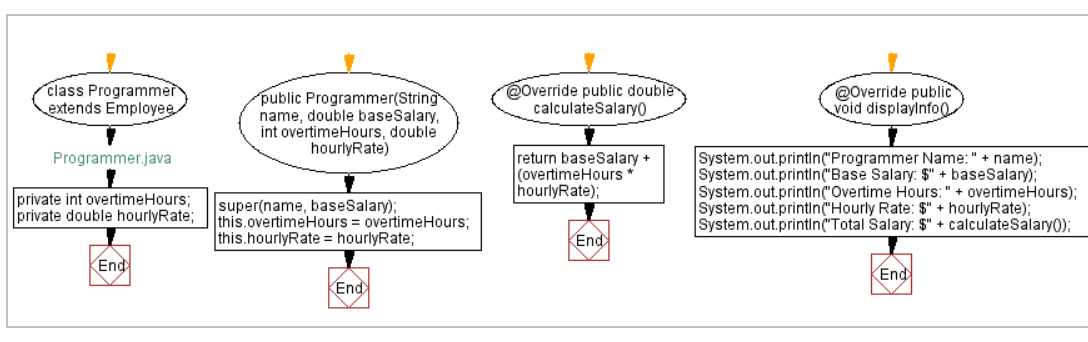 class Programmer
extends Employee
Programmer.java
private int overtimeHours;
private double hourlyRate;
End
public Programmer(String
name, double baseSalary,
int overtimeHours, double
hourlyRate)
super(name, baseSalary);
this.overtimeHours = overtimeHours;
this.hourlyRate = hourlyRate;
End
@Override public double
calculateSalary()
return baseSalary +
(overtimeHours *
hourlyRate);
End
@Override public
void displayInfo()
System.out.println("Programmer Name: " + name);
System.out.println("Base Salary: $" + baseSalary);
System.out.println("Overtime Hours: " + overtimeHours);
System.out.println("Hourly Rate: $" + hourlyRate);
System.out.println("Total Salary: $" + calculateSalary());
End